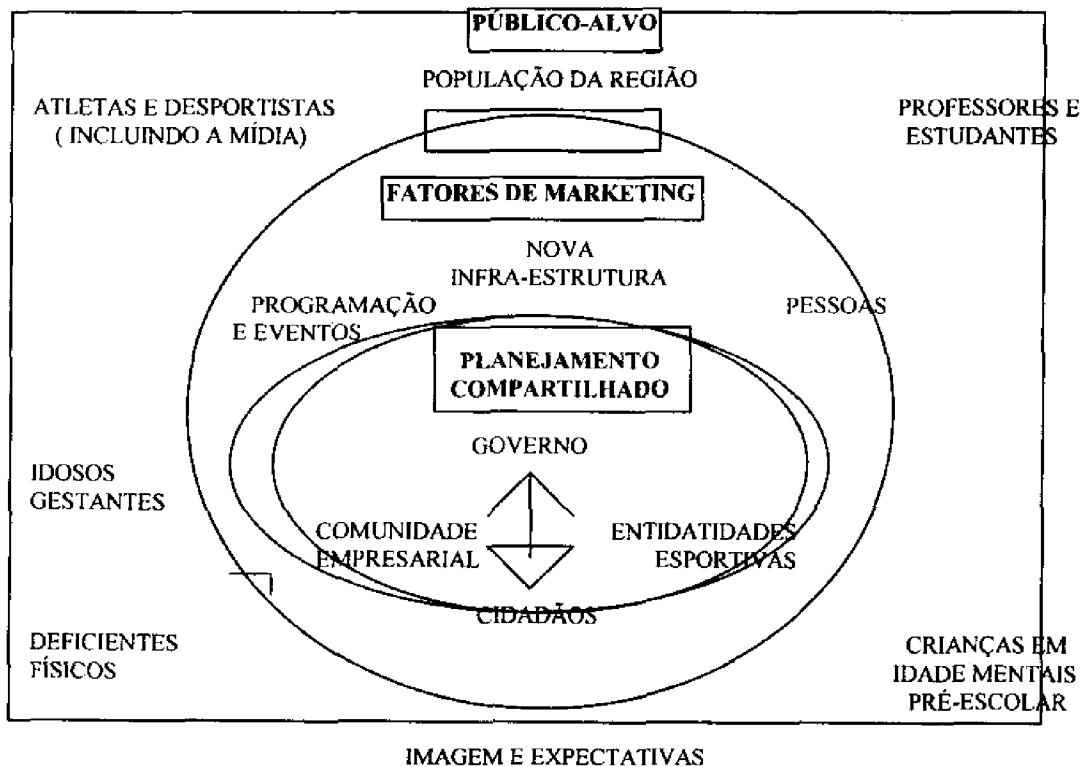 PÚBLICO-ALVO
POPULAÇÃO DA REGIÃO
ATLETAS E DESPORTISTAS
( INCLUINDO A MÍDIA)
PROFESSORES E
ESTUDANTES
FATORES DE MARKETING
NOVA
INFRA-ESTRUTURA
PROGRAMAÇÃO
E EVENTOS
PESSOAS
PLANEJAMENTO
COMPARTILHADO
GOVERNO
IDOSOS
GESTANTES
COMUNIDADE
EMPRESARIAL
ENTIDATIDADES
ESPORTIVAS
CIDADÃOS
DEFICIENTES
FÍSICOS
CRIANÇAS EM
IDADE MENTAIS
PRÉ-ESCOLAR
IMAGEM E EXPECTATIVAS